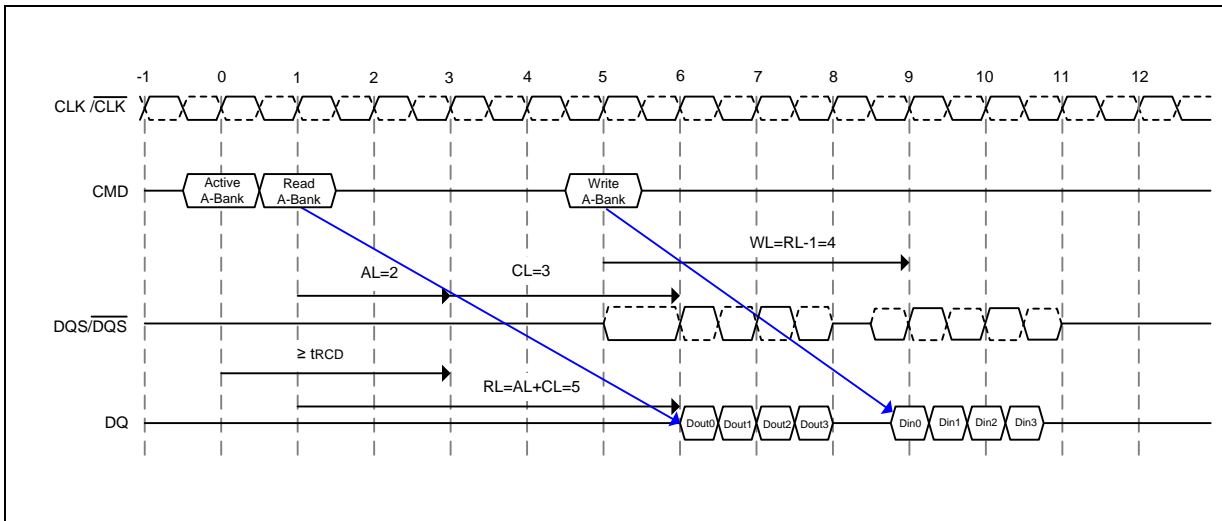 -1 0 1 2 3 4 5 6 7 8 9 10 11 12
CLK /CLK
CMD
Active
A-Bank
Read
A-Bank
Write
A-Bank
WL=RL-1=4
AL=2
CL=3
DQS/DQS
≥ tRCD
RL=AL+CL=5
DQ
Dout0 Dout1 Dout2 Dout3 Din0 Din1 Din2 Din3